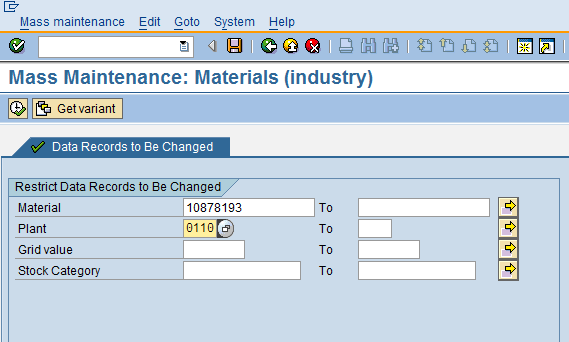 Mass maintenance Edit Goto System Help
Mass Maintenance: Materials (industry)
Get variant
Data Records to Be Changed
Restrict Data Records to Be Changed
Material 10878193 To
Plant 0110 To
Grid value To
Stock Category To